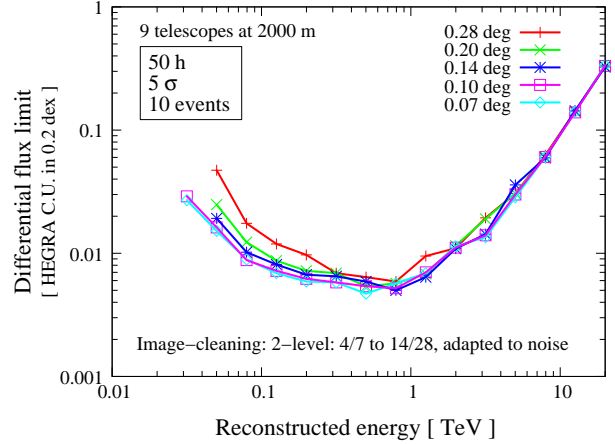 9 telescopes at 2000 m
50 h
5 σ
10 events
0.28 deg
0.20 deg
0.14 deg
0.10 deg
0.07 deg
1
0.1
0.01
0.001
Differential flux limit
[ HEGRA C.U. in 0.2 dex ]
Image−cleaning: 2−level: 4/7 to 14/28, adapted to noise
0.01
0.1
1
10
Reconstructed energy [ TeV ]